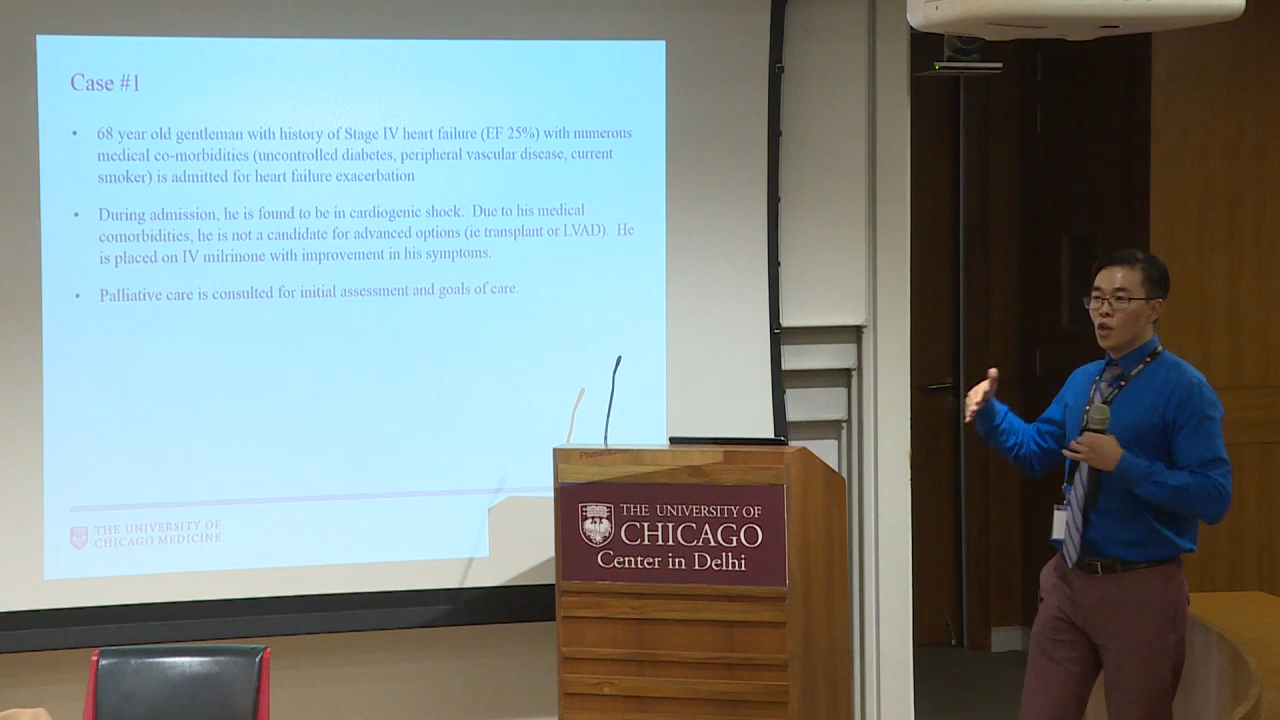 Case #1
• 68 year old gentleman with history of Stage IV heart failure (EF 25%) with numerous
medical co-morbidities (uncontrolled diabetes, peripheral vascular disease, current
smoker) is admitted for heart failure exacerbation
• During admission, he is found to be in cardiogenic shock. Due to his medical
comorbidities, he is not a candidate for advanced options (ie transplant or LVAD). He
is placed on IV milrinone with improvement in his symptoms.
• Palliative care is consulted for initial assessment and goals of care.
THE UNIVERSITY OF
CHICAGO MEDICINE
THE UNIVERSITY OF
CHICAGO
Center in Delhi